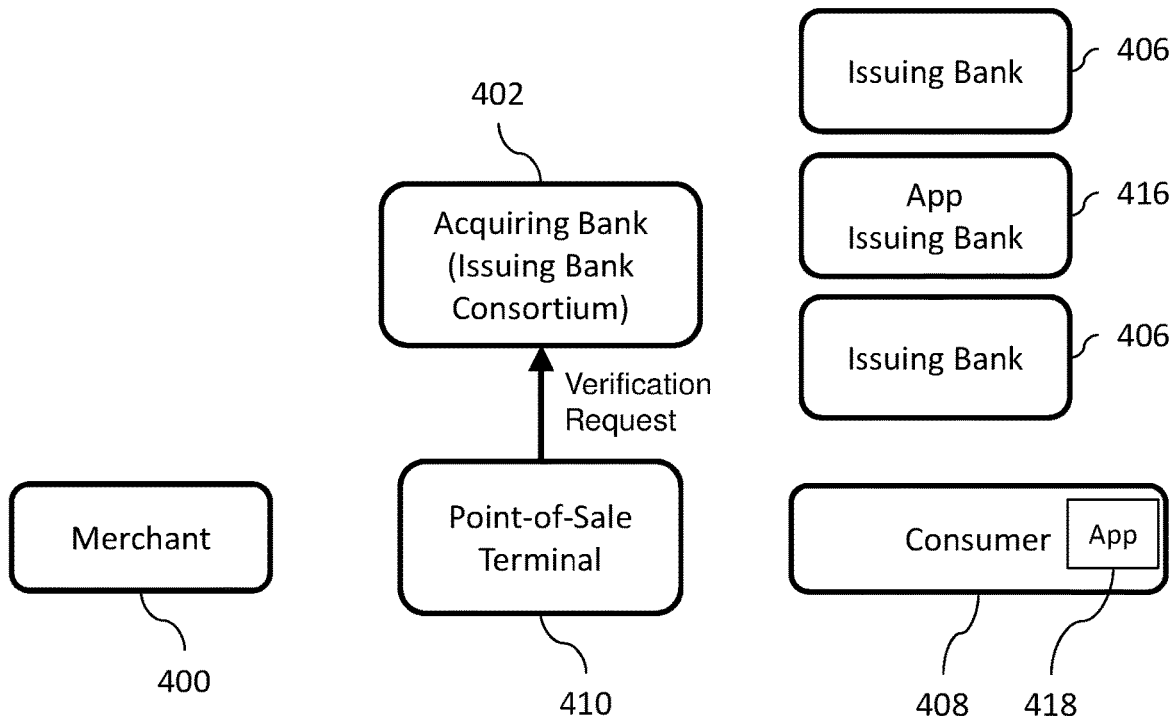 Issuing Bank
406
402
App
Issuing Bank
416
Acquiring Bank
(Issuing Bank
Consortium)
Issuing Bank
406
Verification
Request
Merchant
Point-of-Sale
Terminal
Consumer
App
400
410
408
418